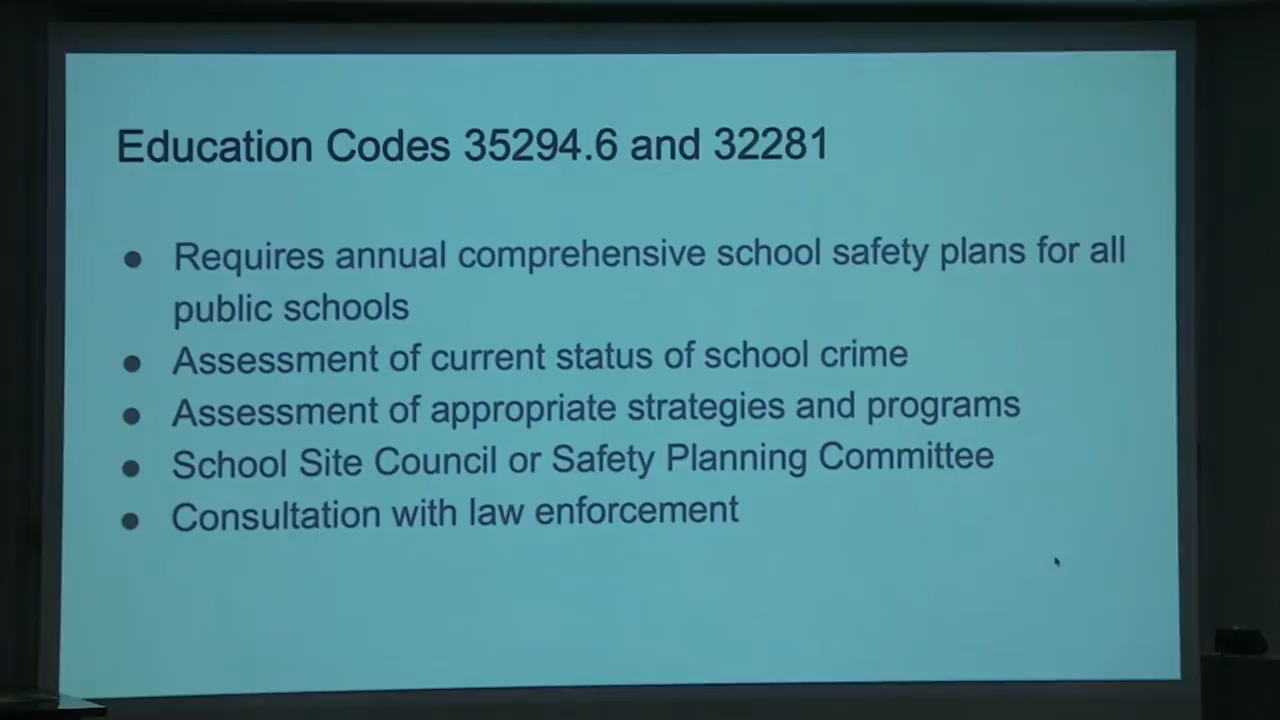 Education Codes 35294.6 and 32281
● Requires annual comprehensive school safety plans for all
public schools
● Assessment of current status of school crime
● Assessment of appropriate strategies and programs
● School Site Council or Safety Planning Committee
● Consultation with law enforcement